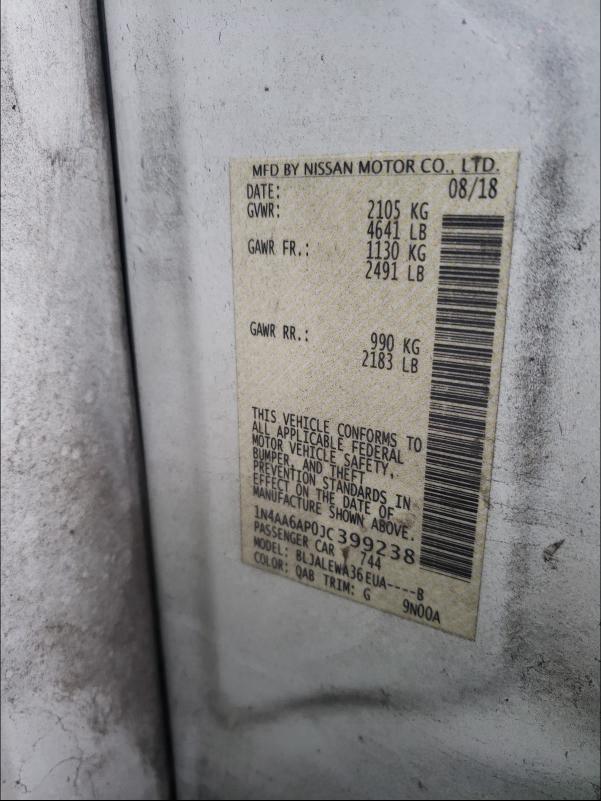 MFD BY NISSAN MOTOR CO., LTD.
DATE: 08/18
GVWR: 2105 KG
4641 LB
GAWR FR.: 1130 KG
2491 LB
GAWR RR.: 990 KG
2183 LB
THIS VEHICLE CONFORMS TO
ALL APPLICABLE FEDERAL
MOTOR VEHICLE SAFETY,
BUMPER, AND THEFT
PREVENTION STANDARDS IN
EFFECT ON THE DATE OF
MANUFACTURE SHOWN ABOVE.
1N4AA6AP0JC399238
PASSENGER CAR 744
MODEL: BLJALEWA36EUA----B
COLOR: QAB TRIM: G 9N00A